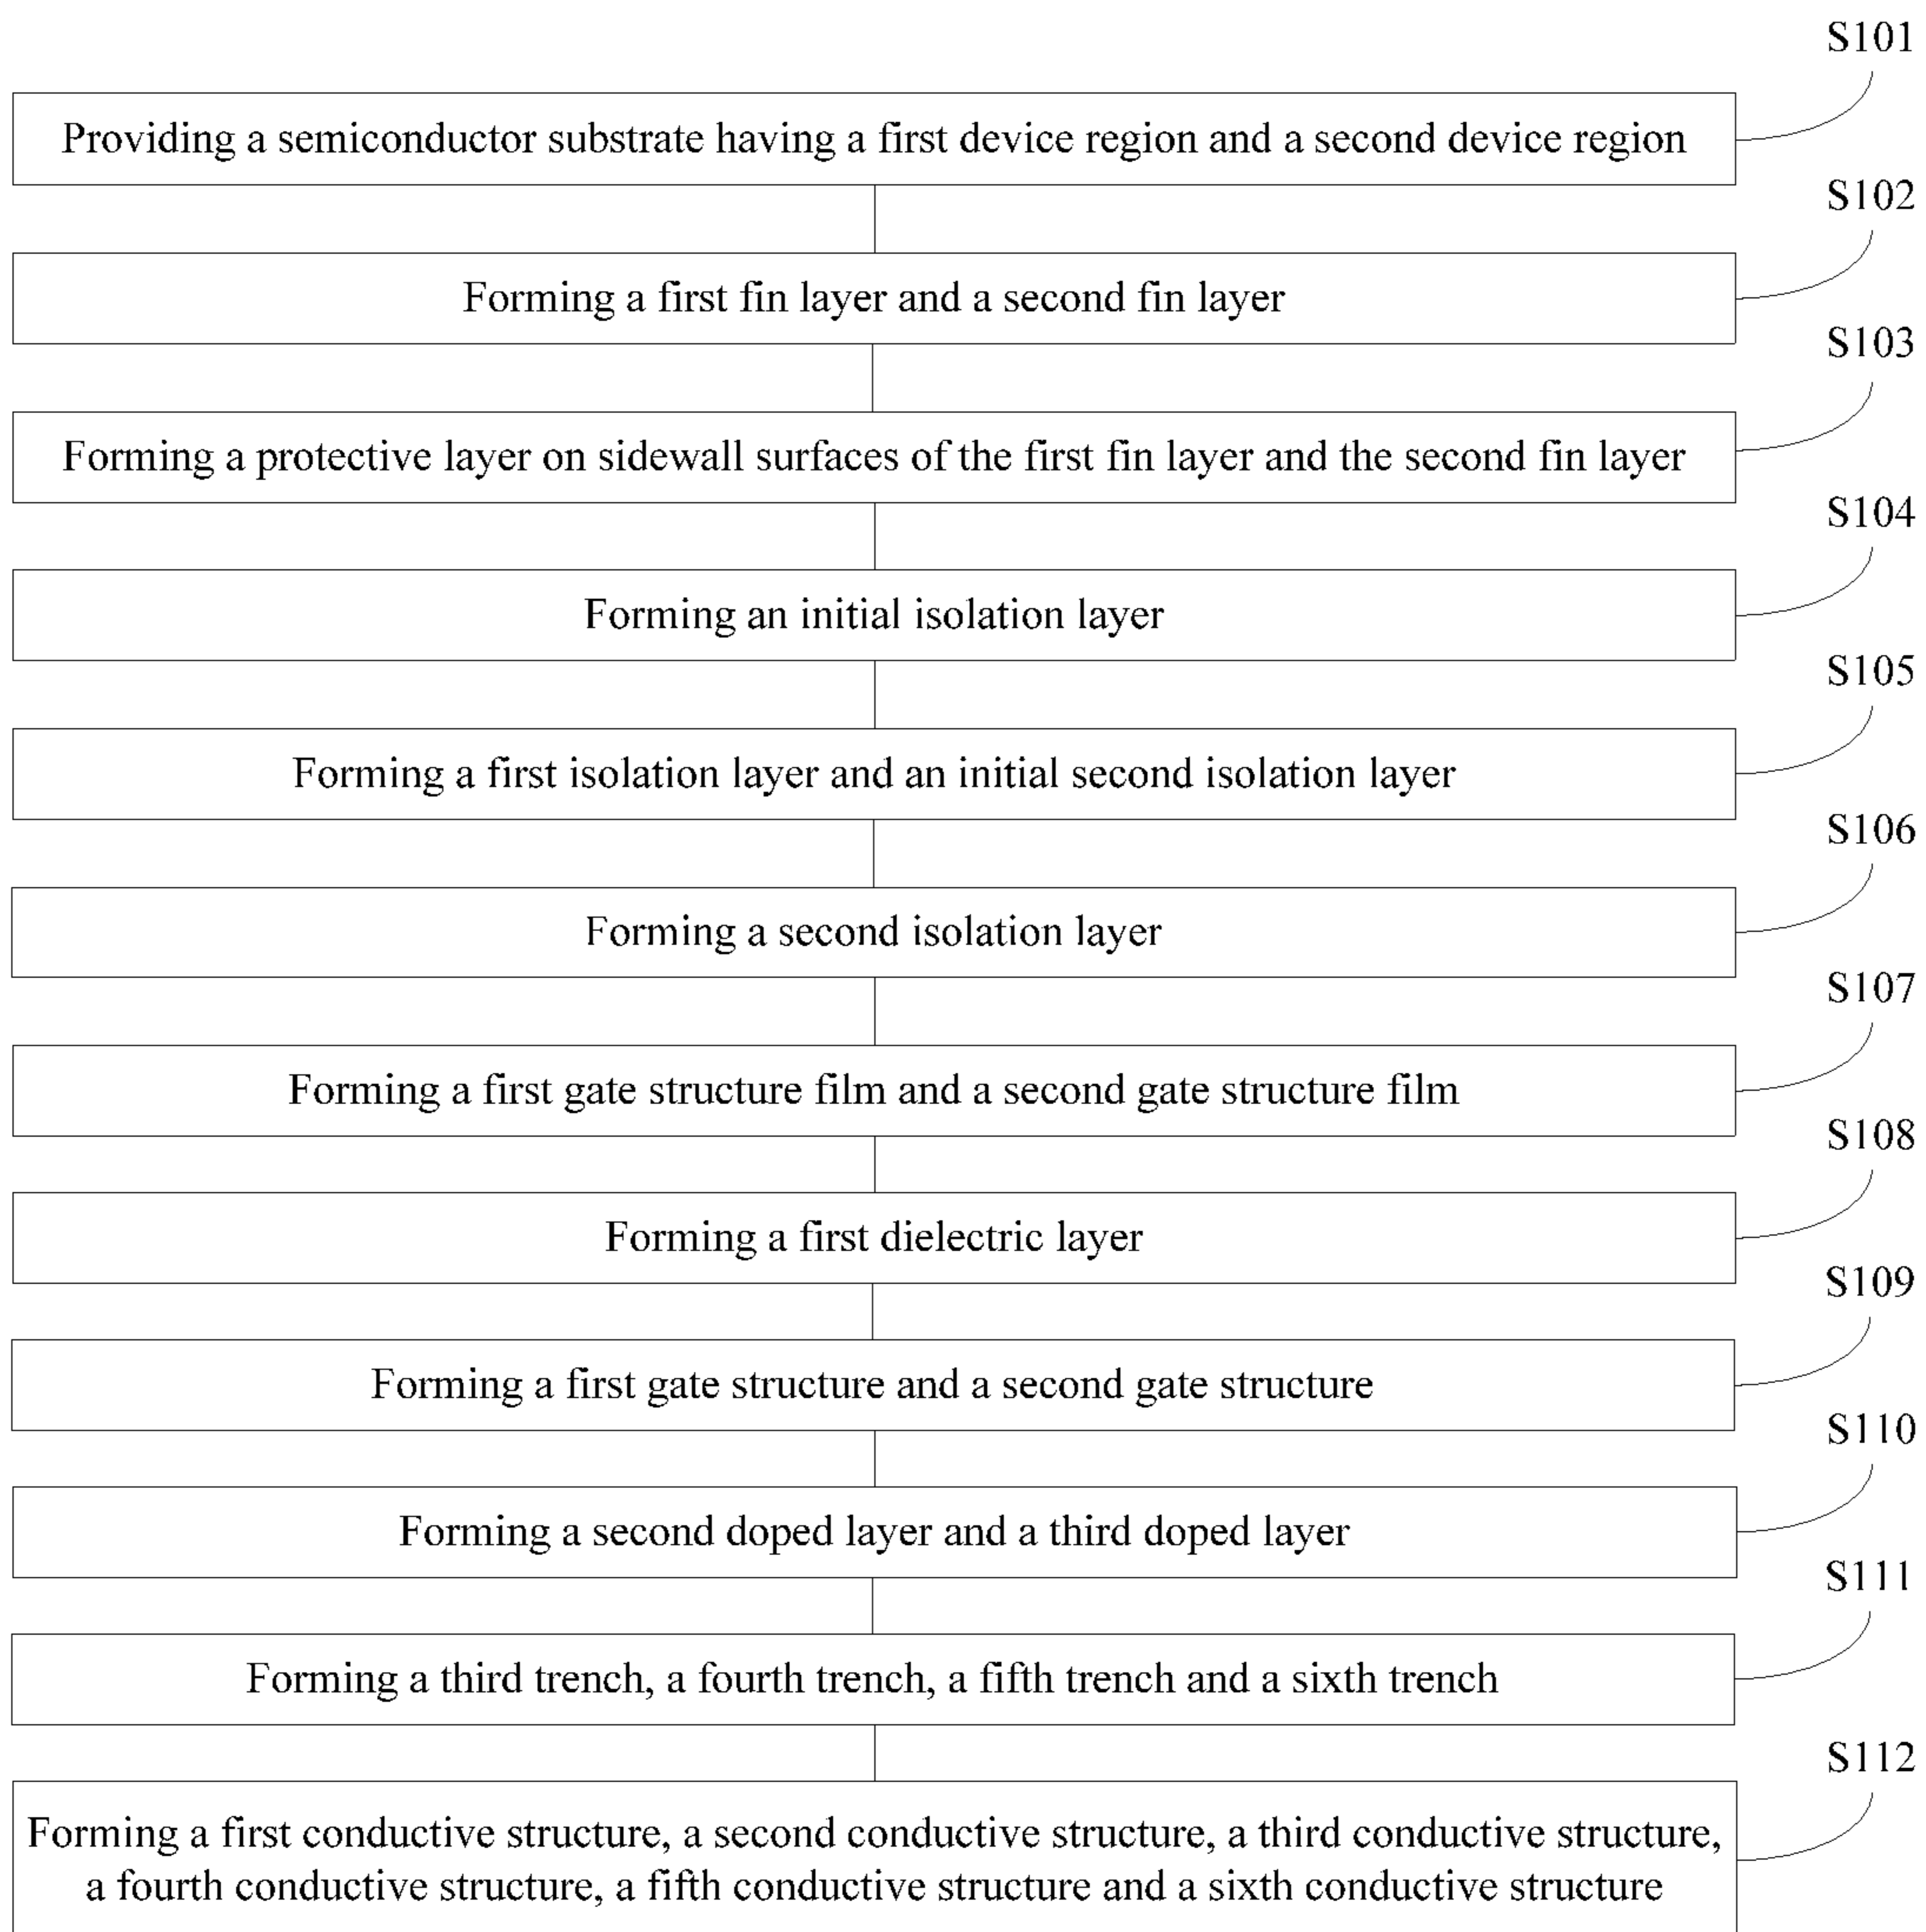 S101
Providing a semiconductor substrate having a first device region and a second device region
S102
Forming a first fin layer and a second fin layer
S103
Forming a protective layer on sidewall surfaces of the first fin layer and the second fin layer
S104
Forming an initial isolation layer
S105
Forming a first isolation layer and an initial second isolation layer
S106
Forming a second isolation layer
S107
Forming a first gate structure film and a second gate structure film
S108
Forming a first dielectric layer
S109
Forming a first gate structure and a second gate structure
S110
Forming a second doped layer and a third doped layer
S111
Forming a third trench, a fourth trench, a fifth trench and a sixth trench
S112
Forming a first conductive structure, a second conductive structure, a third conductive structure,
a fourth conductive structure, a fifth conductive structure and a sixth conductive structure